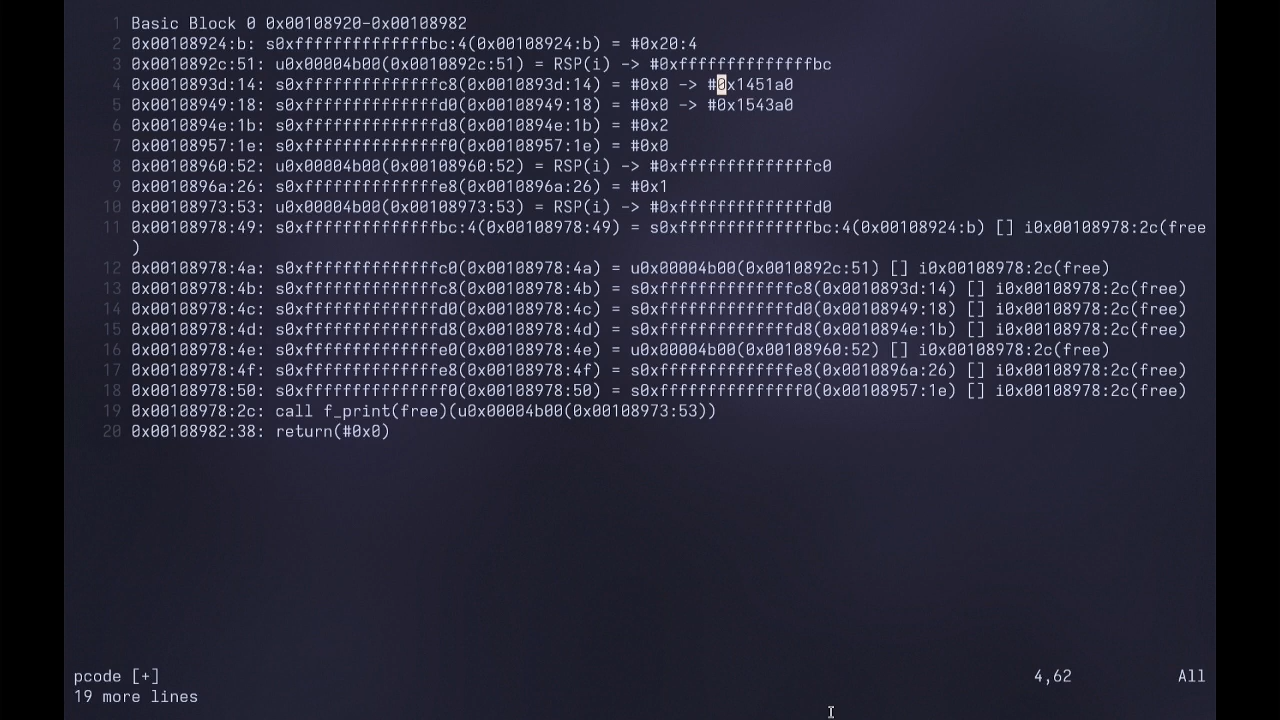 1 Basic Block 0 0x00108920-0x00108982
2 0x00108924:b: s0xffffffffffffffbc:4(0x00108924:b) = #0x20:4
3 0x0010892c:51: u0x00004b00(0x0010892c:51) = RSP(i) -> #0xffffffffffffffbc
4 0x0010893d:14: s0xffffffffffffffc8(0x0010893d:14) = #0x0 -> #0x1451a0
5 0x00108949:18: s0xffffffffffffffd0(0x00108949:18) = #0x0 -> #0x1543a0
6 0x0010894e:1b: s0xffffffffffffffd8(0x0010894e:1b) = #0x2
7 0x00108957:1e: s0xfffffffffffffff0(0x00108957:1e) = #0x0
8 0x00108960:52: u0x00004b00(0x00108960:52) = RSP(i) -> #0xffffffffffffffc0
9 0x0010896a:26: s0xffffffffffffffe8(0x0010896a:26) = #0x1
10 0x00108973:53: u0x00004b00(0x00108973:53) = RSP(i) -> #0xffffffffffffffd0
11 0x00108978:49: s0xffffffffffffffbc:4(0x00108978:49) = s0xffffffffffffffbc:4(0x00108924:b) [] i0x00108978:2c(free
)
12 0x00108978:4a: s0xffffffffffffffc0(0x00108978:4a) = u0x00004b00(0x0010892c:51) [] i0x00108978:2c(free)
13 0x00108978:4b: s0xffffffffffffffc8(0x00108978:4b) = s0xffffffffffffffc8(0x0010893d:14) [] i0x00108978:2c(free)
14 0x00108978:4c: s0xffffffffffffffd0(0x00108978:4c) = s0xffffffffffffffd0(0x00108949:18) [] i0x00108978:2c(free)
15 0x00108978:4d: s0xffffffffffffffd8(0x00108978:4d) = s0xffffffffffffffd8(0x0010894e:1b) [] i0x00108978:2c(free)
16 0x00108978:4e: s0xffffffffffffffe0(0x00108978:4e) = u0x00004b00(0x00108960:52) [] i0x00108978:2c(free)
17 0x00108978:4f: s0xffffffffffffffe8(0x00108978:4f) = s0xffffffffffffffe8(0x0010896a:26) [] i0x00108978:2c(free)
18 0x00108978:50: s0xfffffffffffffff0(0x00108978:50) = s0xfffffffffffffff0(0x00108957:1e) [] i0x00108978:2c(free)
19 0x00108978:2c: call f_print(free)(u0x00004b00(0x00108973:53))
20 0x00108982:38: return(#0x0)
pcode [+] 4,62 All
19 more lines